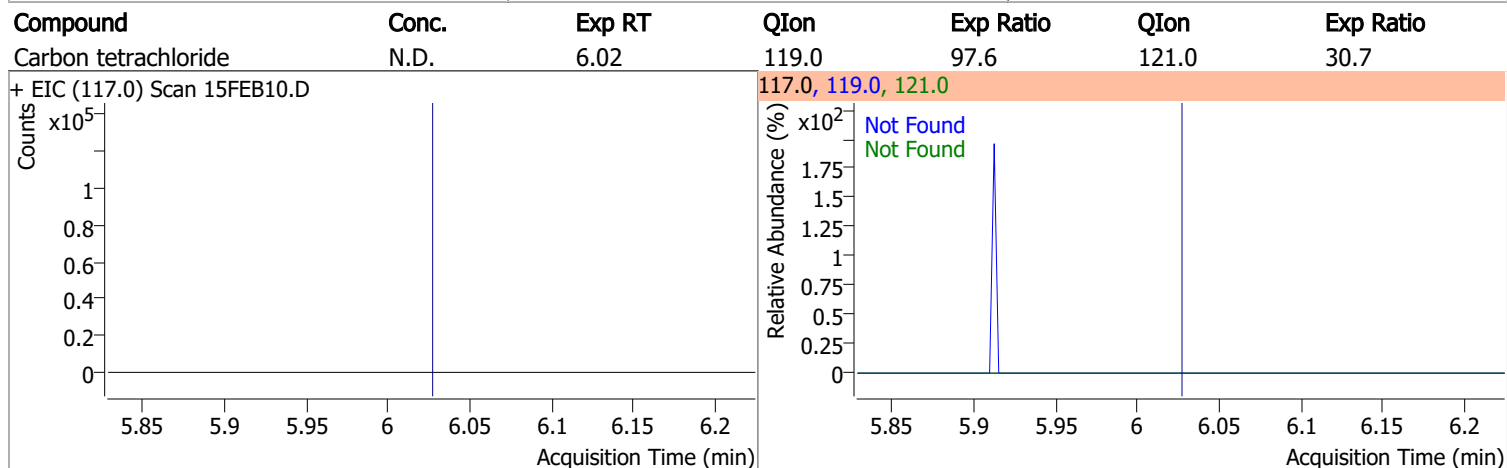 Compound Conc. Exp RT QIon Exp Ratio QIon Exp Ratio
Carbon tetrachloride N.D. 6.02 119.0 97.6 121.0 30.7
+ EIC (117.0) Scan 15FEB10.D
Counts
x10^5
1
0.8
0.6
0.4
0.2
0
5.85 5.9 5.95 6 6.05 6.1 6.15 6.2
Acquisition Time (min)
117.0, 119.0, 121.0
Relative Abundance (%)
x10^2
Not Found
Not Found
1.75
1.5
1.25
1
0.75
0.5
0.25
0
5.85 5.9 5.95 6 6.05 6.1 6.15 6.2
Acquisition Time (min)